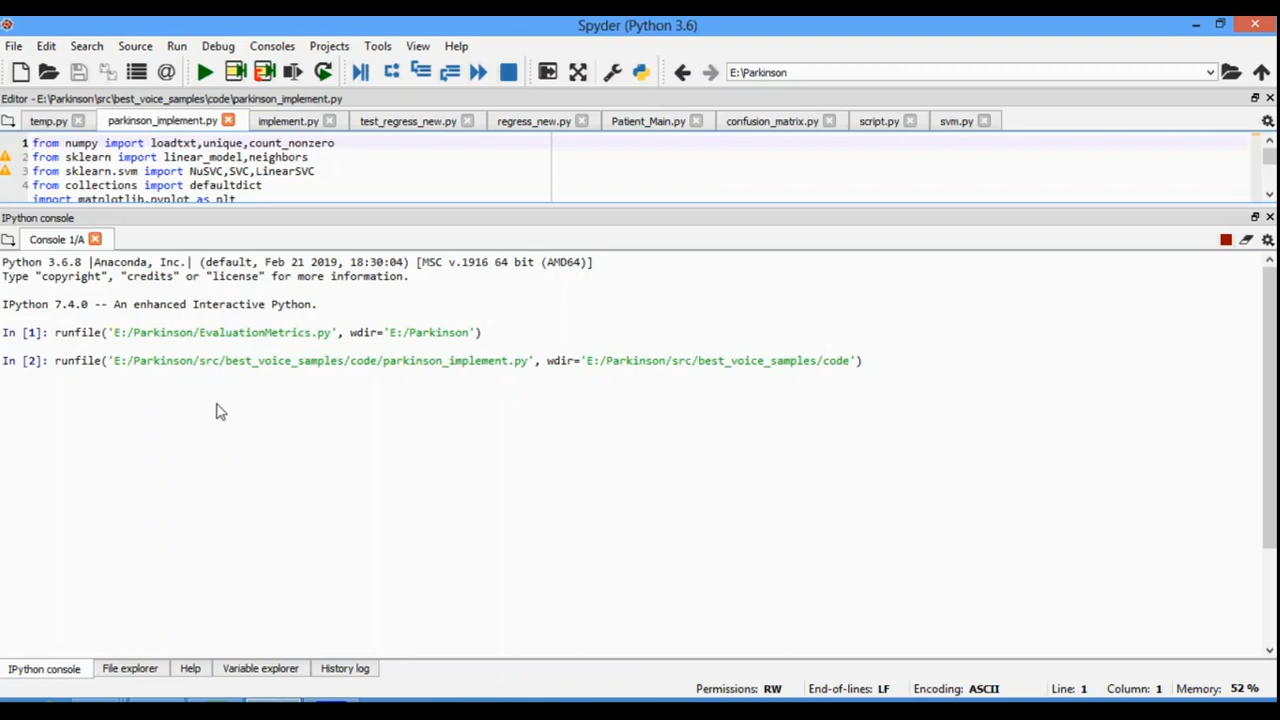 Spyder (Python 3.6)
File Edit Search Source Run Debug Consoles Projects Tools View Help
E:\Parkinson
Editor - E:\Parkinson\src\best_voice_samples\code\parkinson_implement.py
temp.py parkinson_implement.py implement.py test_regress_new.py regress_new.py Patient_Main.py confusion_matrix.py script.py svm.py
1 from numpy import loadtxt,unique,count_nonzero
2 from sklearn import linear_model,neighbors
3 from sklearn.svm import NuSVC,SVC,LinearSVC
4 from collections import defaultdict
import matplotlib.pyplot as plt
IPython console
Console 1/A
Python 3.6.8 |Anaconda, Inc.| (default, Feb 21 2019, 18:30:04) [MSC v.1916 64 bit (AMD64)]
Type "copyright", "credits" or "license" for more information.
IPython 7.4.0 -- An enhanced Interactive Python.
In [1]: runfile('E:/Parkinson/EvaluationMetrics.py', wdir='E:/Parkinson')
In [2]: runfile('E:/Parkinson/src/best_voice_samples/code/parkinson_implement.py', wdir='E:/Parkinson/src/best_voice_samples/code')
IPython console File explorer Help Variable explorer History log
Permissions: RW End-of-lines: LF Encoding: ASCII Line: 1 Column: 1 Memory: 52 %